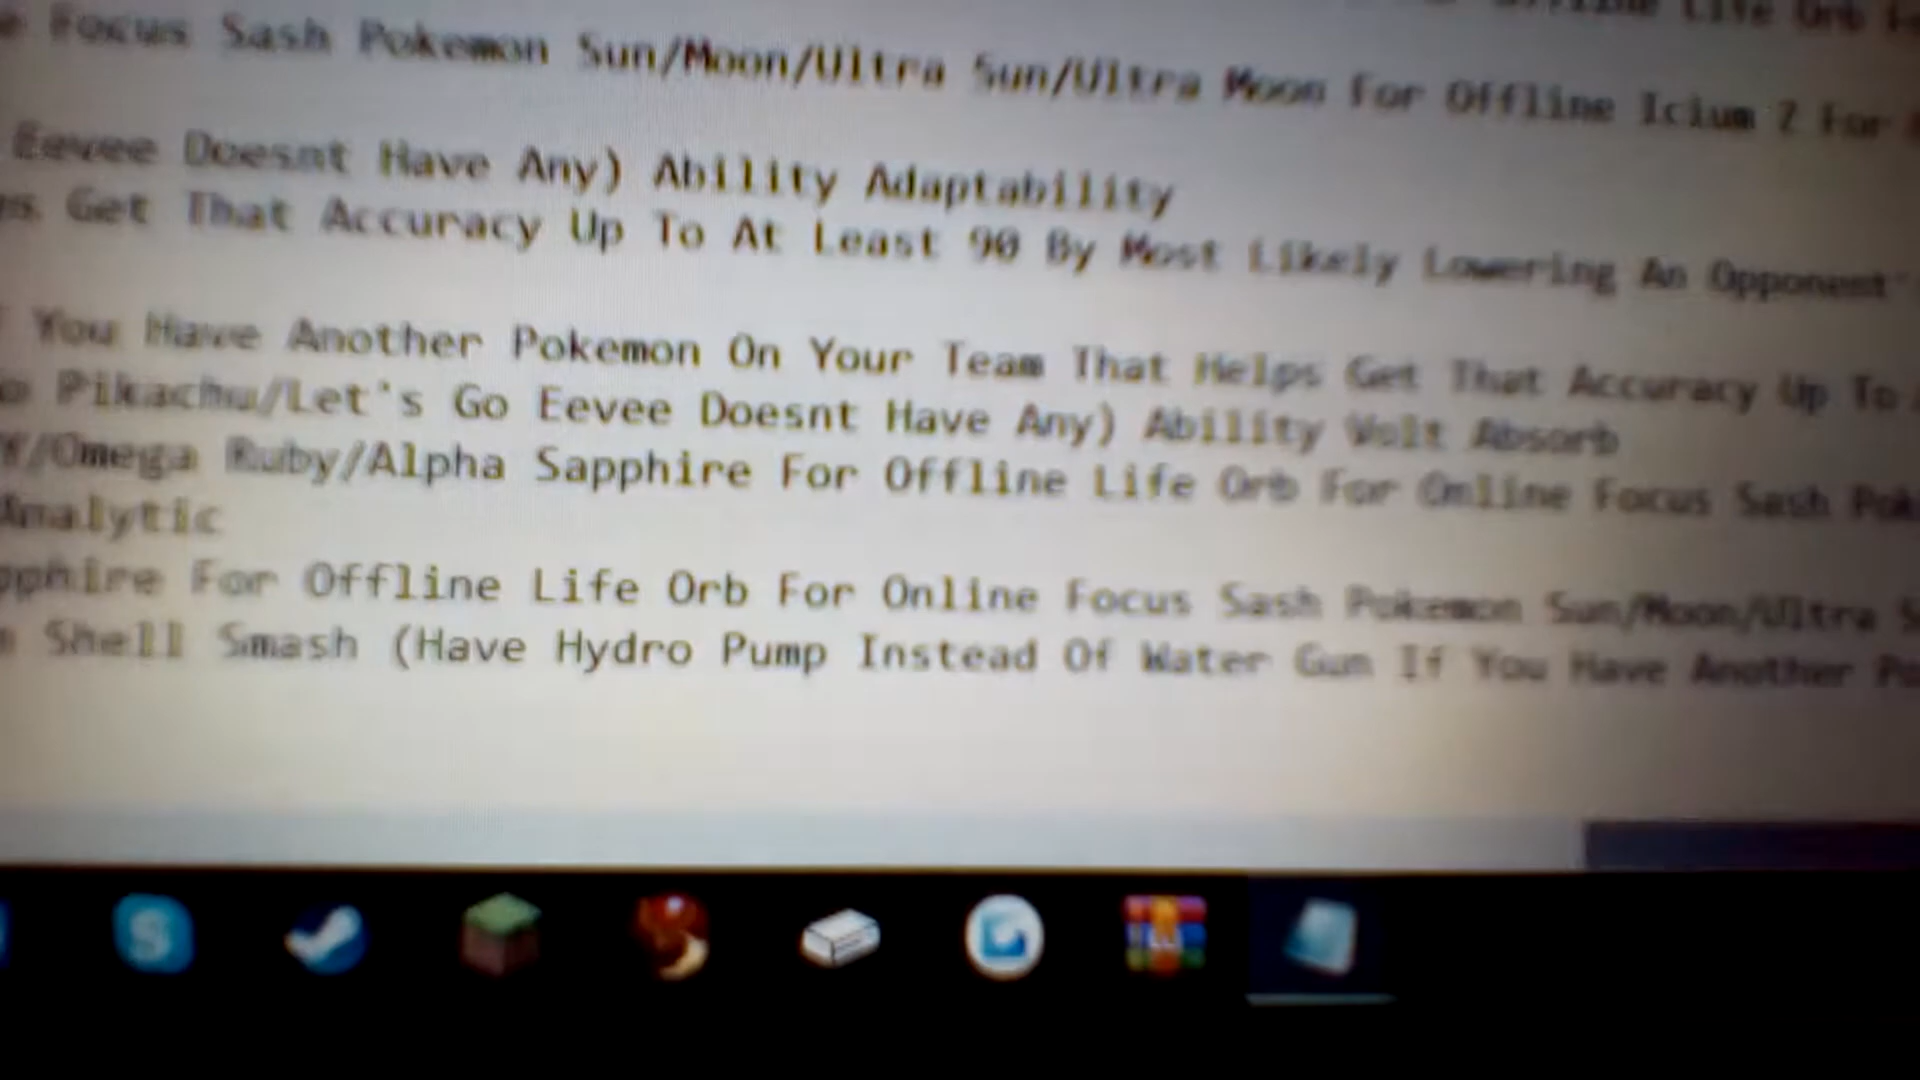 Life Orb
Focus Sash Pokemon Sun/Moon/Ultra Sun/Ultra Moon For Offline Icium Z For
Eevee Doesnt Have Any) Ability Adaptability
Get That Accuracy Up To At Least 90 By Most Likely Lowering An Opponent'
You Have Another Pokemon On Your Team That Helps Get That Accuracy Up To
Pikachu/Let's Go Eevee Doesnt Have Any) Ability Volt Absorb
Y/Omega Ruby/Alpha Sapphire For Offline Life Orb For Online Focus Sash Pok
Analytic
pphire For Offline Life Orb For Online Focus Sash Pokemon Sun/Moon/Ultra S
Shell Smash (Have Hydro Pump Instead Of Water Gun If You Have Another Po